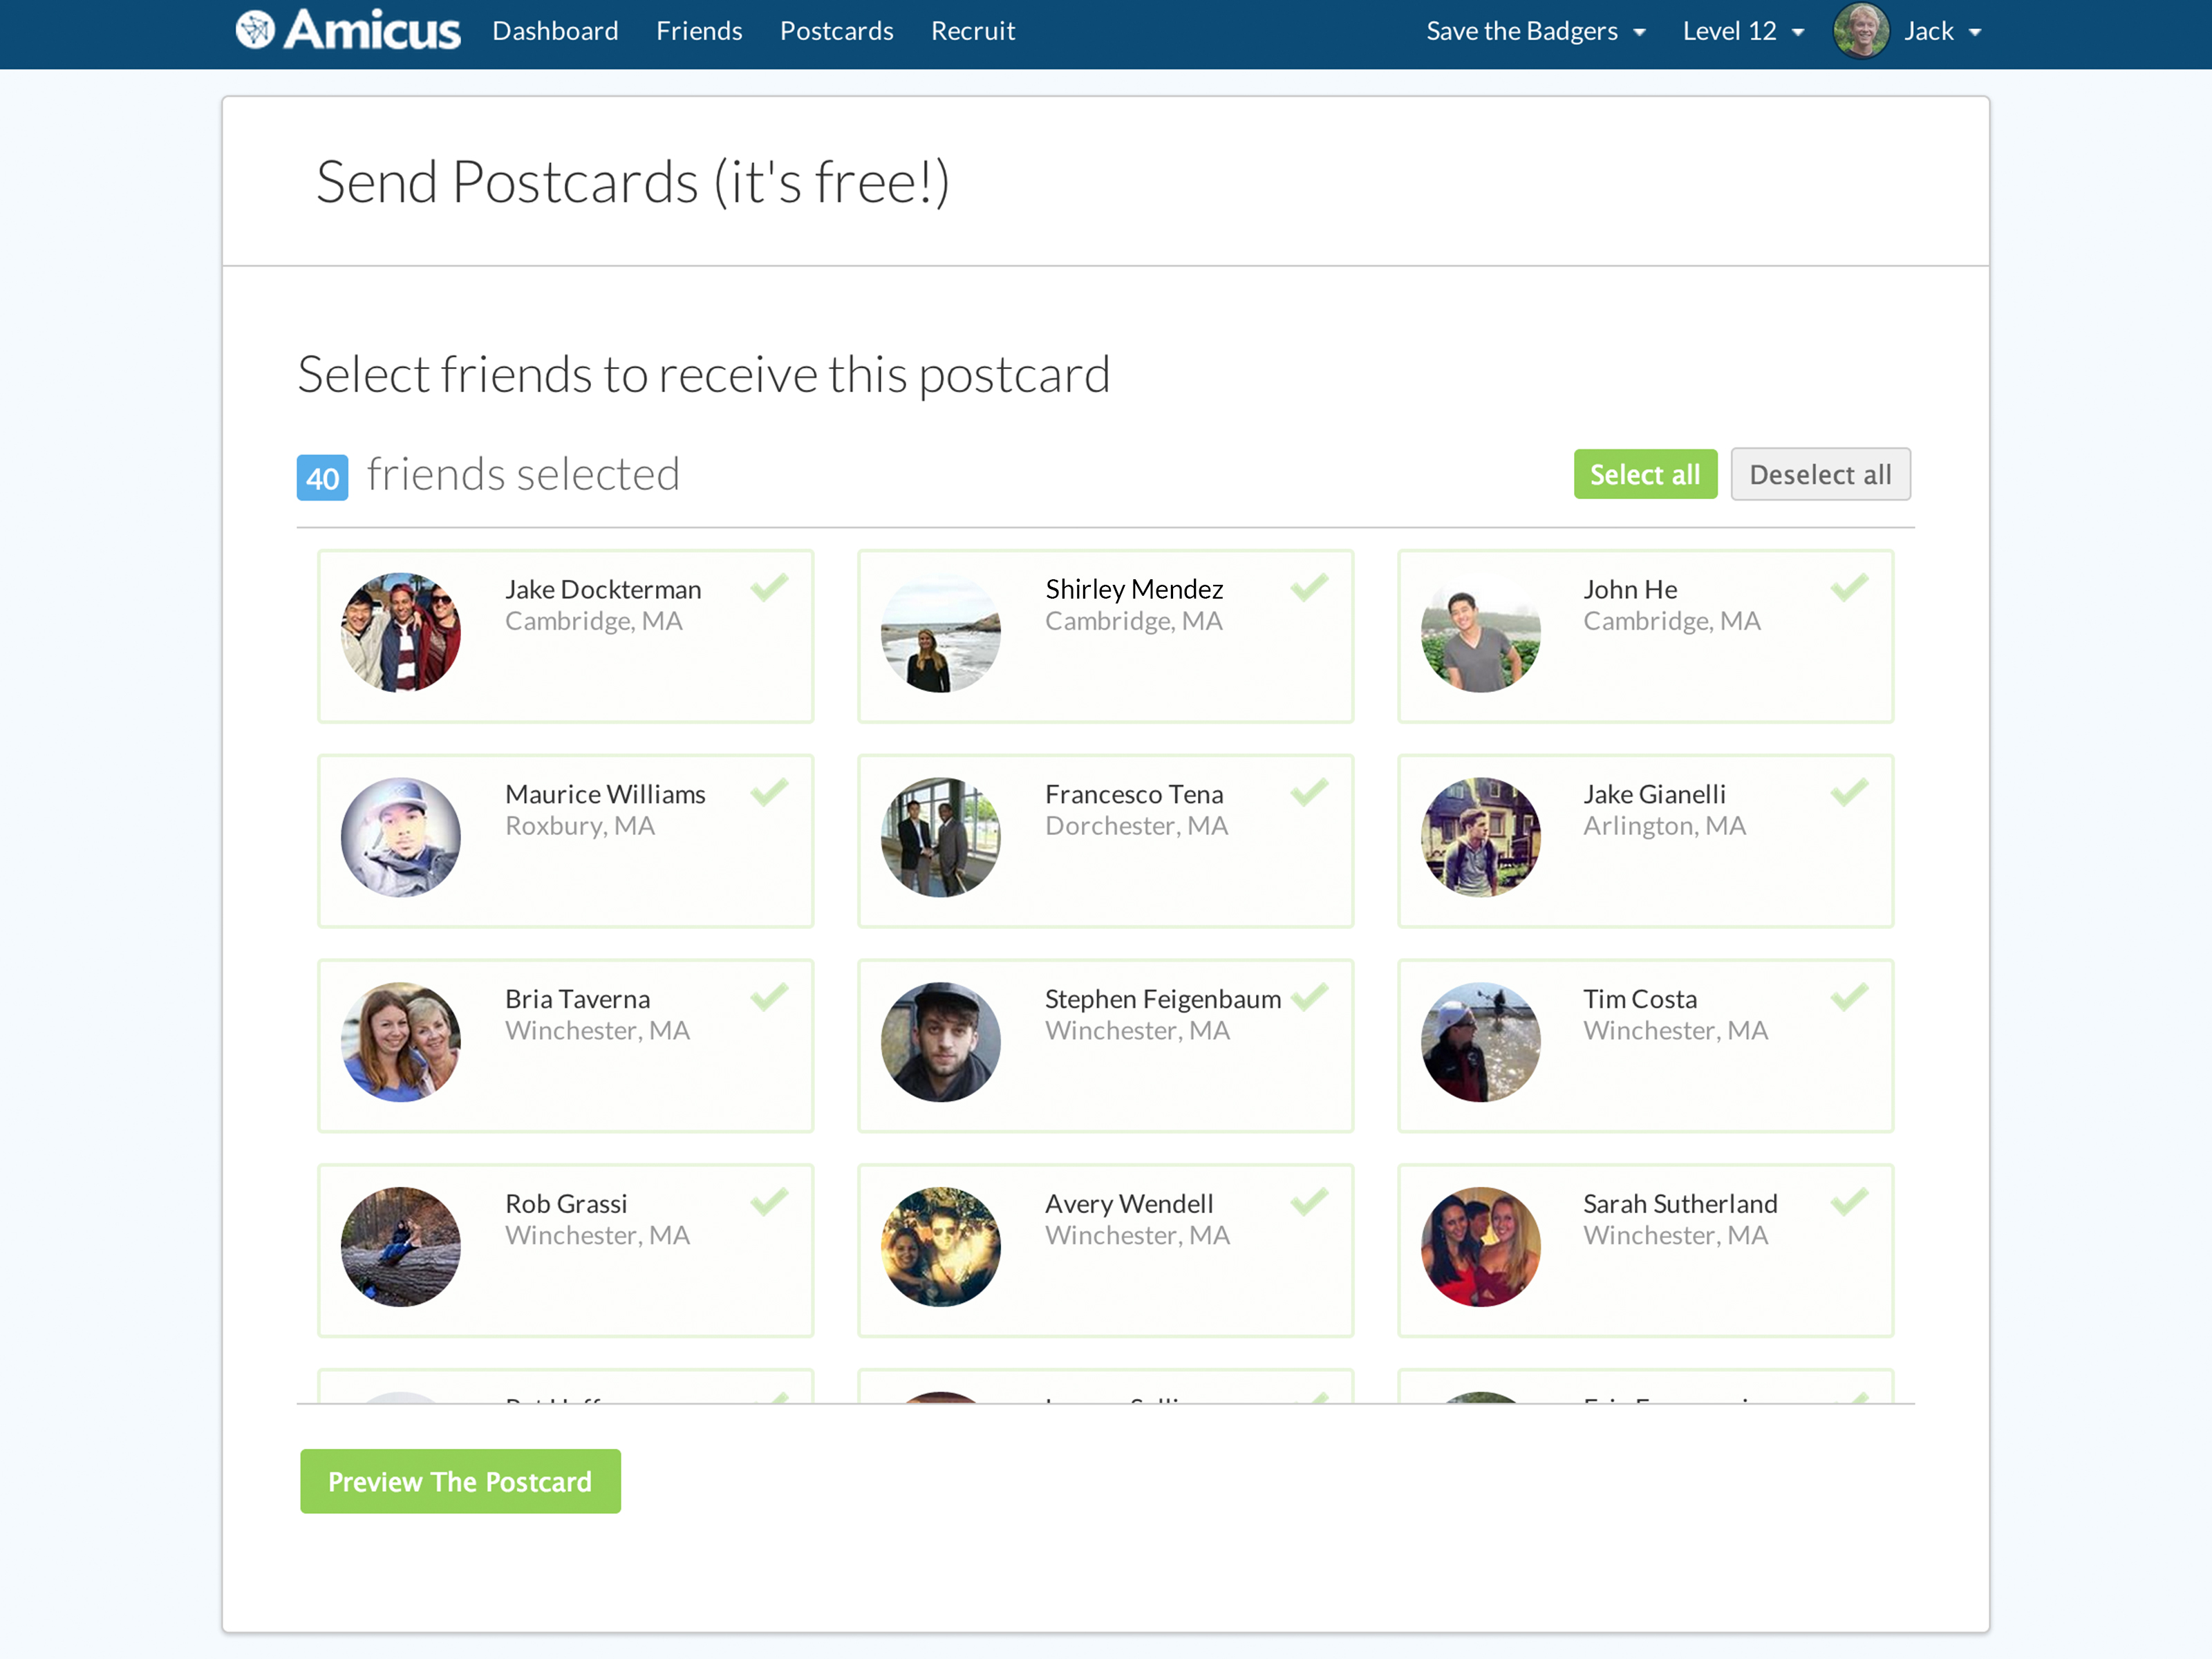 Amicus Dashboard Friends Postcards Recruit Save the Badgers Level 12 Jack
Send Postcards (it's free!)
Select friends to receive this postcard
40 friends selected Select all Deselect all
Jake Dockterman
Cambridge, MA
Shirley Mendez
Cambridge, MA
John He
Cambridge, MA
Maurice Williams
Roxbury, MA
Francesco Tena
Dorchester, MA
Jake Gianelli
Arlington, MA
Bria Taverna
Winchester, MA
Stephen Feigenbaum
Winchester, MA
Tim Costa
Winchester, MA
Rob Grassi
Winchester, MA
Avery Wendell
Winchester, MA
Sarah Sutherland
Winchester, MA
Preview The Postcard